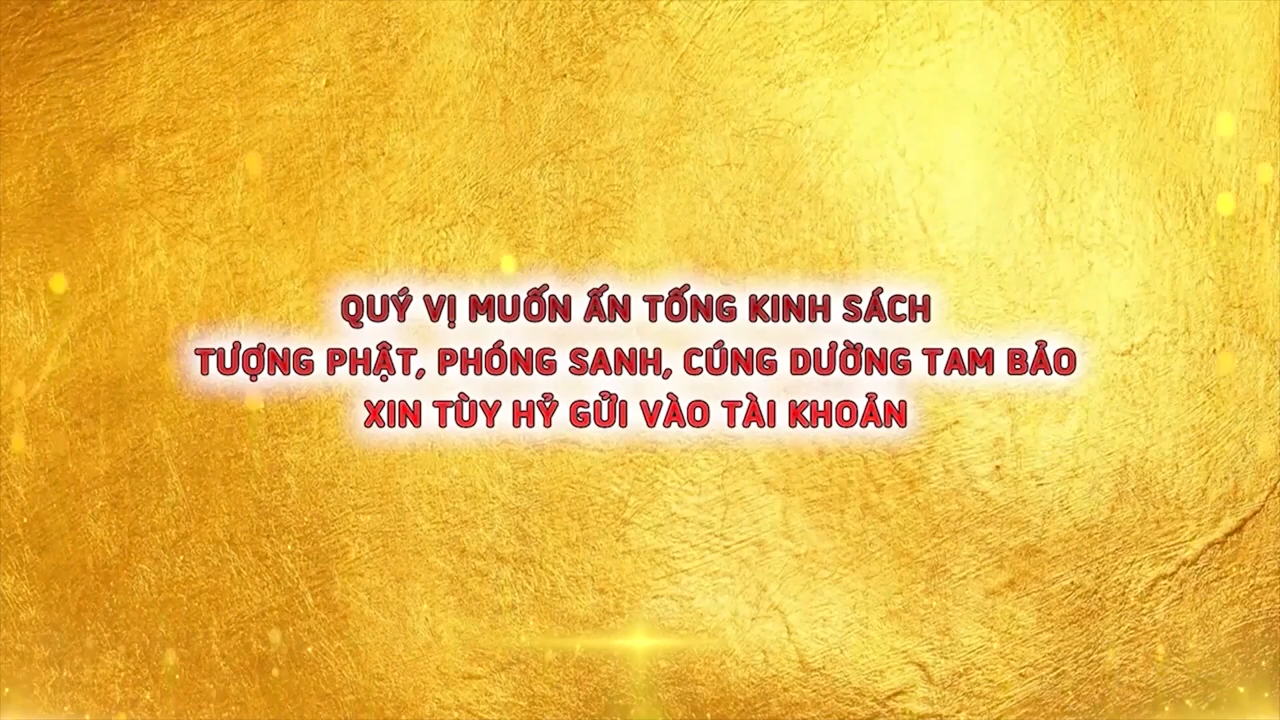 QUÝ VỊ MUỐN ẤN TỐNG KINH SÁCH
TƯỢNG PHẬT, PHÓNG SANH, CÚNG DƯỜNG TAM BẢO
XIN TÙY HỶ GỬI VÀO TÀI KHOẢN